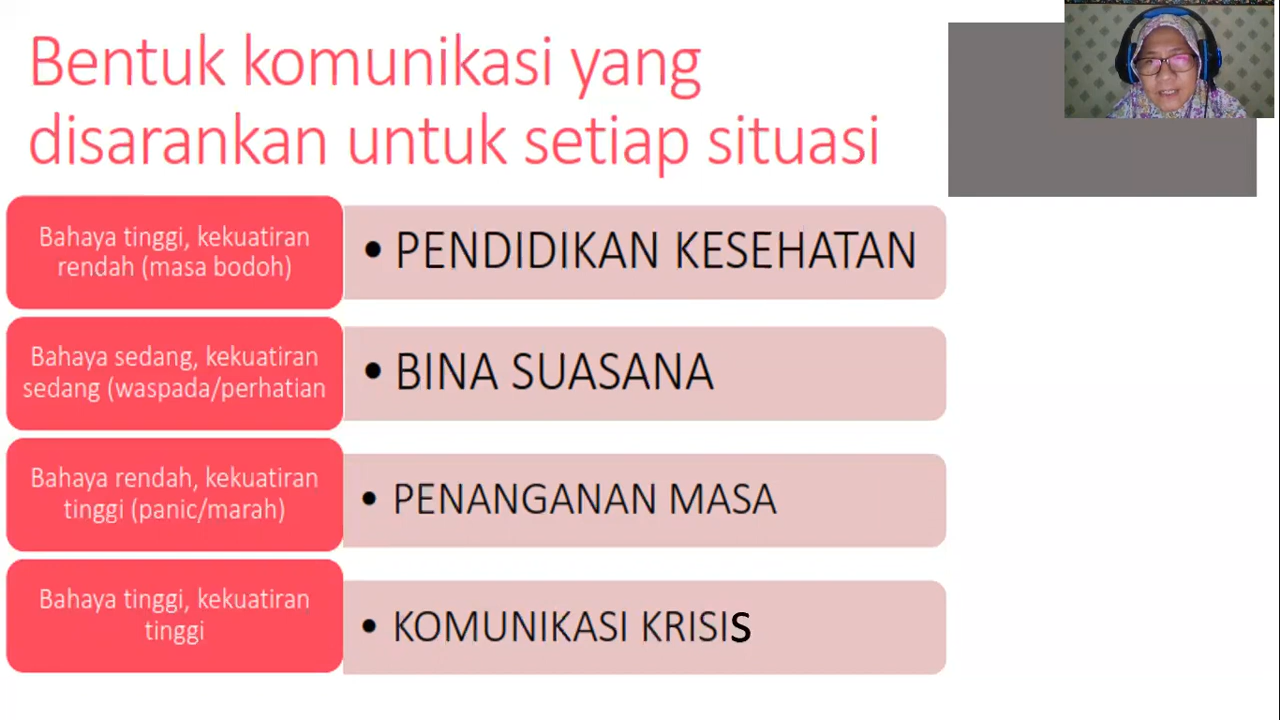 Bentuk komunikasi yang
disarankan untuk setiap situasi
Bahaya tinggi, kekuatiran
rendah (masa bodoh)
• PENDIDIKAN KESEHATAN
Bahaya sedang, kekuatiran
sedang (waspada/perhatian
• BINA SUASANA
Bahaya rendah, kekuatiran
tinggi (panic/marah)
• PENANGANAN MASA
Bahaya tinggi, kekuatiran
tinggi
• KOMUNIKASI KRISIS